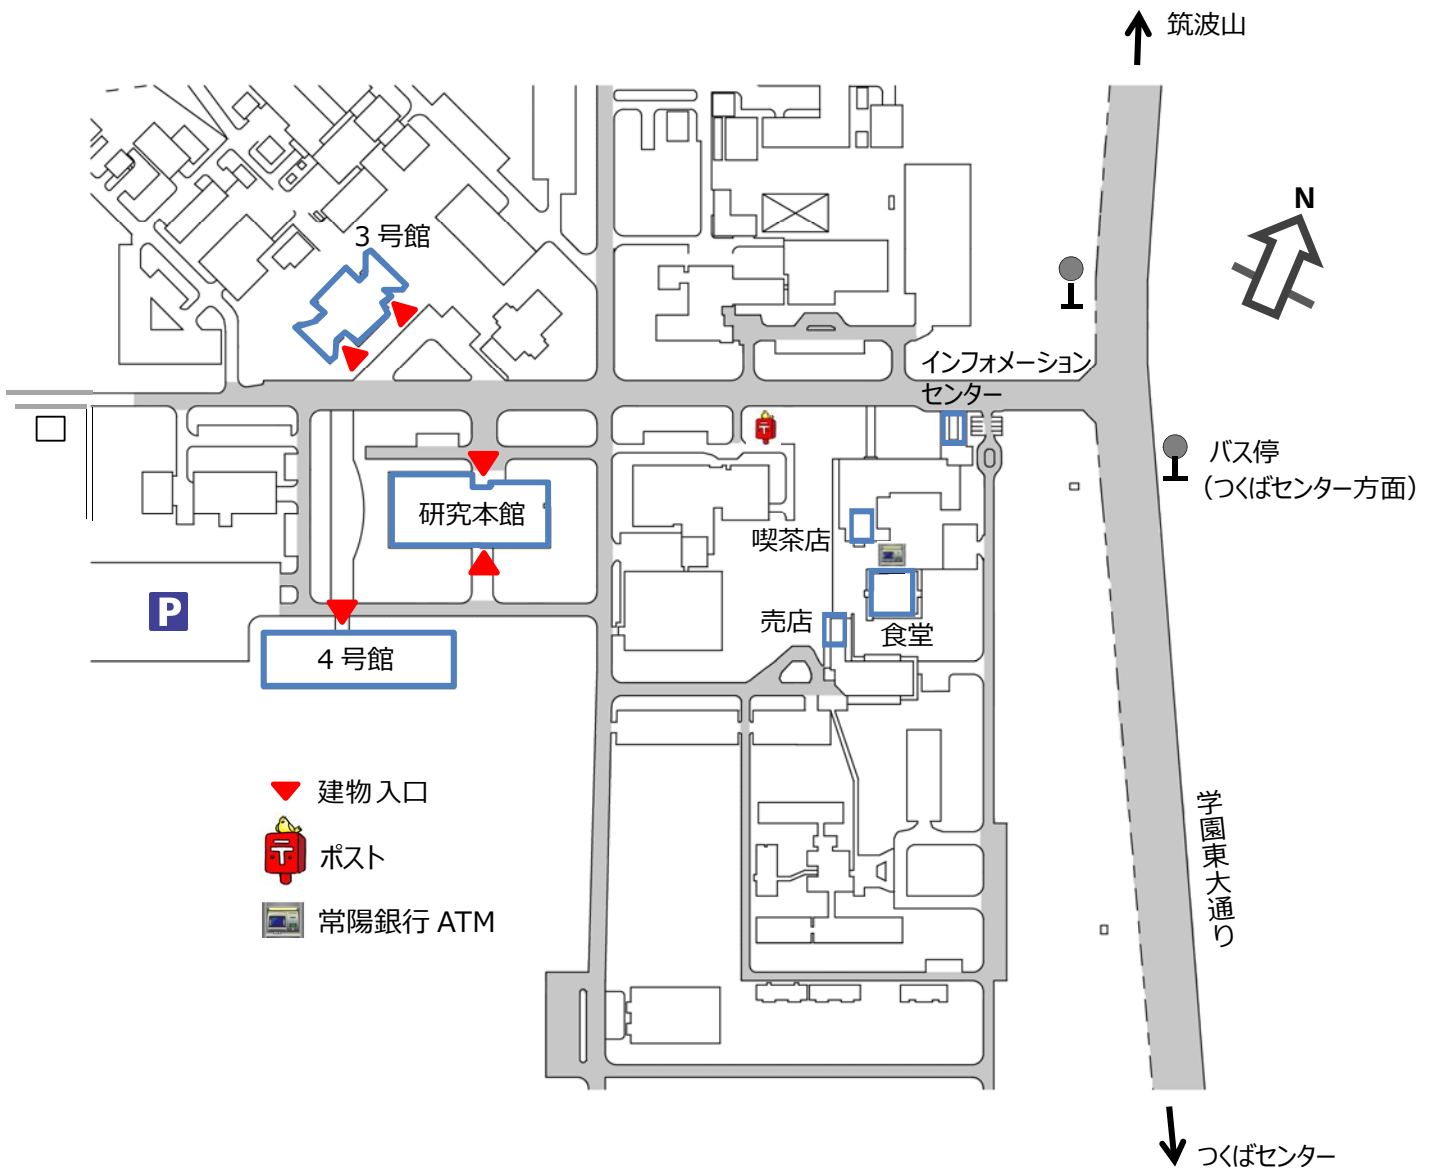 筑波山
N
3 号館
インフォメーション
センター
バス停
(つくばセンター方面)
研究本館
喫茶店
P
売店
食堂
4 号館
建物入口
〒
ポスト
常陽銀行 ATM
学園東大通り
つくばセンター